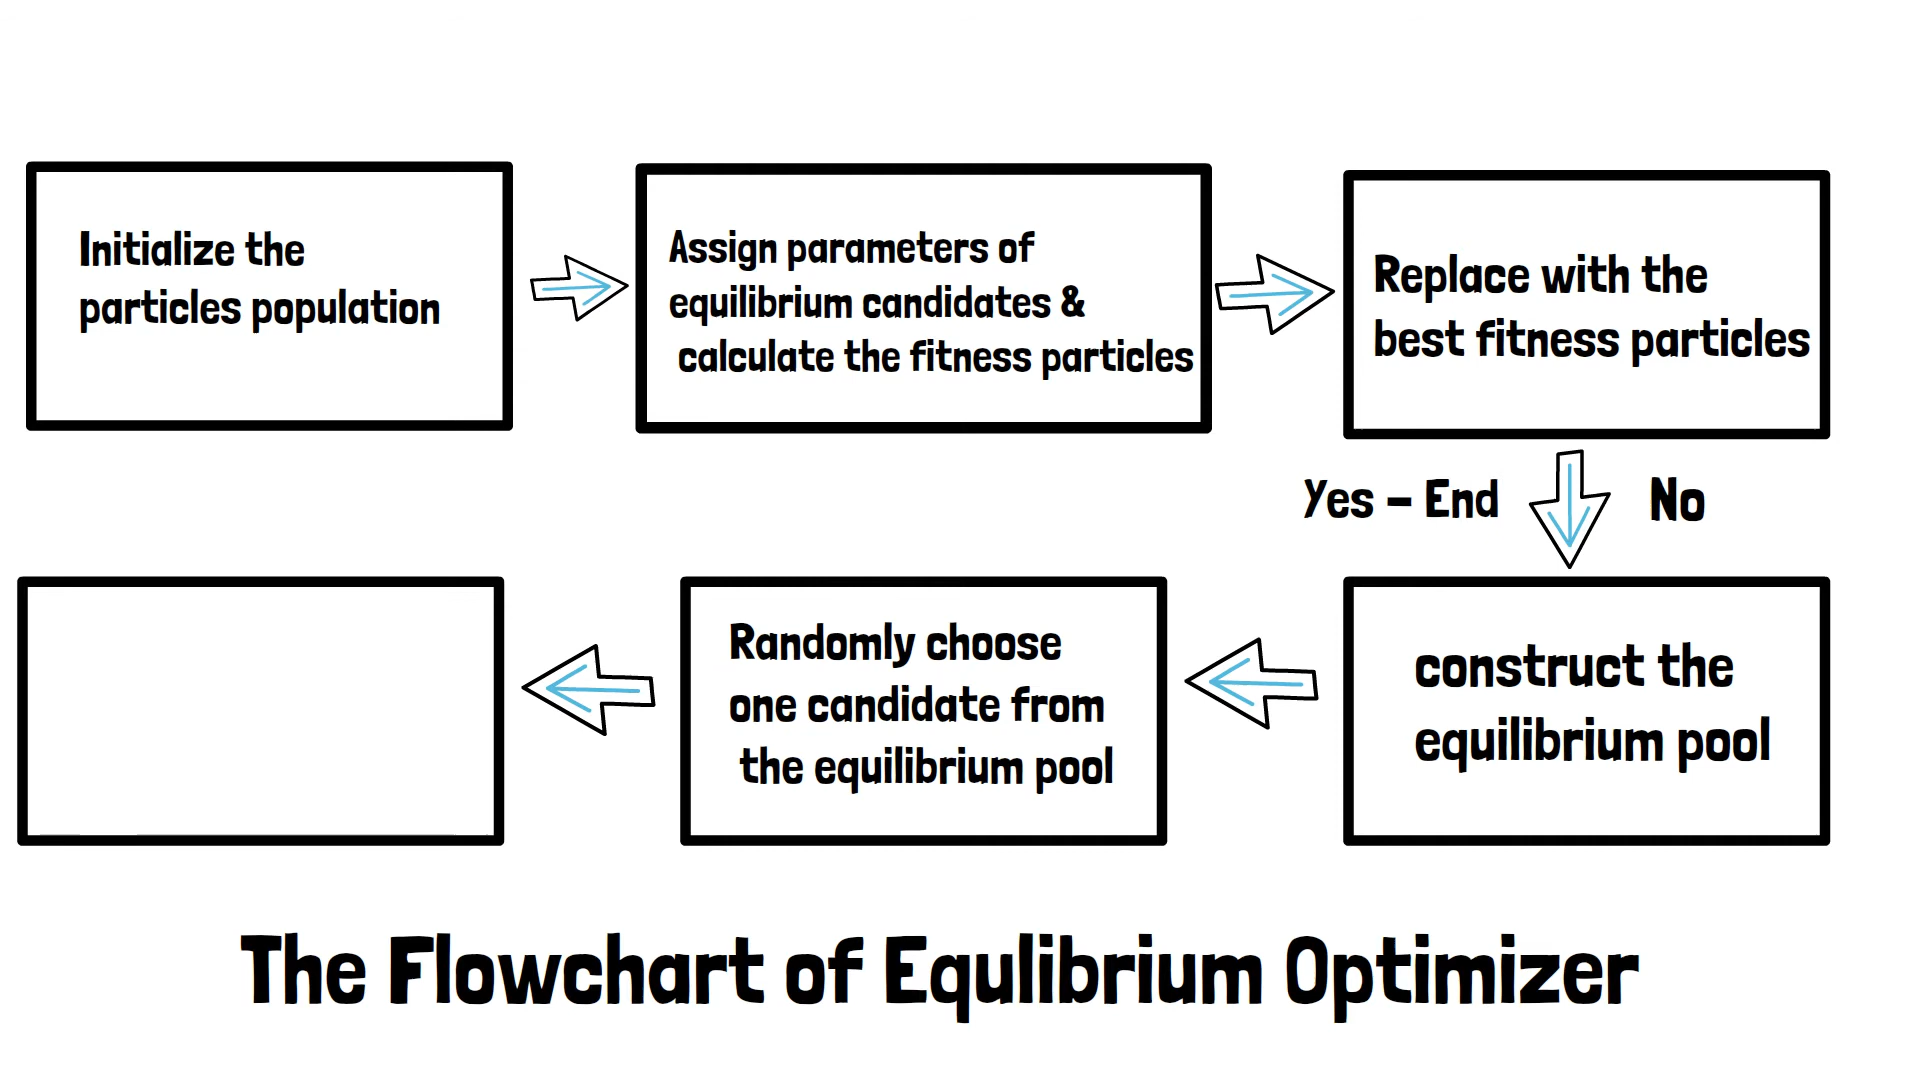 Initialize the
particles population
Assign parameters of
equilibrium candidates &
calculate the fitness particles
Replace with the
best fitness particles
Yes – End
No
construct the
equilibrium pool
Randomly choose
one candidate from
the equilibrium pool
The Flowchart of Equlibrium Optimizer